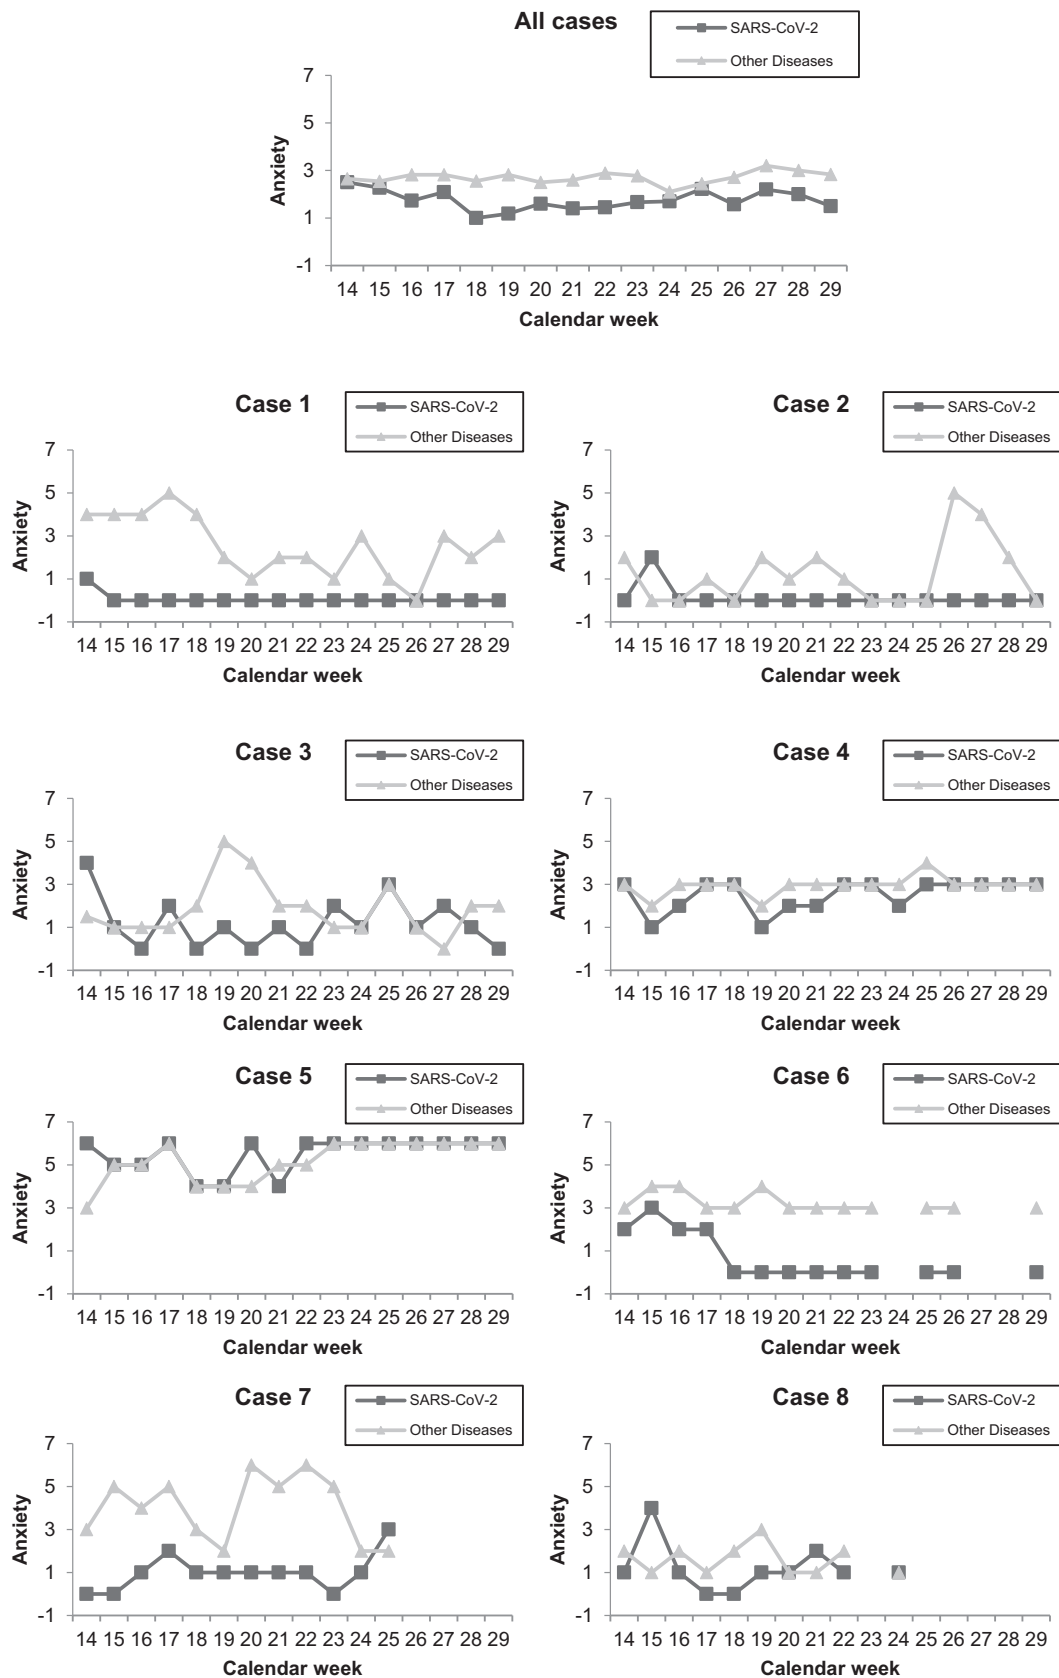 All cases
SARS-CoV-2
Other Diseases
7
5
3
1
-1
Anxiety
14 15 16 17 18 19 20 21 22 23 24 25 26 27 28 29
Calendar week
Case 1
SARS-CoV-2
Other Diseases
7
5
3
1
-1
Anxiety
14 15 16 17 18 19 20 21 22 23 24 25 26 27 28 29
Calendar week
Case 2
SARS-CoV-2
Other Diseases
7
5
3
1
-1
Anxiety
14 15 16 17 18 19 20 21 22 23 24 25 26 27 28 29
Calendar week
Case 3
SARS-CoV-2
Other Diseases
7
5
3
1
-1
Anxiety
14 15 16 17 18 19 20 21 22 23 24 25 26 27 28 29
Calendar week
Case 4
SARS-CoV-2
Other Diseases
7
5
3
1
-1
Anxiety
14 15 16 17 18 19 20 21 22 23 24 25 26 27 28 29
Calendar week
Case 5
SARS-CoV-2
Other Diseases
7
5
3
1
-1
Anxiety
14 15 16 17 18 19 20 21 22 23 24 25 26 27 28 29
Calendar week
Case 6
SARS-CoV-2
Other Diseases
7
5
3
1
-1
Anxiety
14 15 16 17 18 19 20 21 22 23 24 25 26 27 28 29
Calendar week
Case 7
SARS-CoV-2
Other Diseases
7
5
3
1
-1
Anxiety
14 15 16 17 18 19 20 21 22 23 24 25 26 27 28 29
Calendar week
Case 8
SARS-CoV-2
Other Diseases
7
5
3
1
-1
Anxiety
14 15 16 17 18 19 20 21 22 23 24 25 26 27 28 29
Calendar week